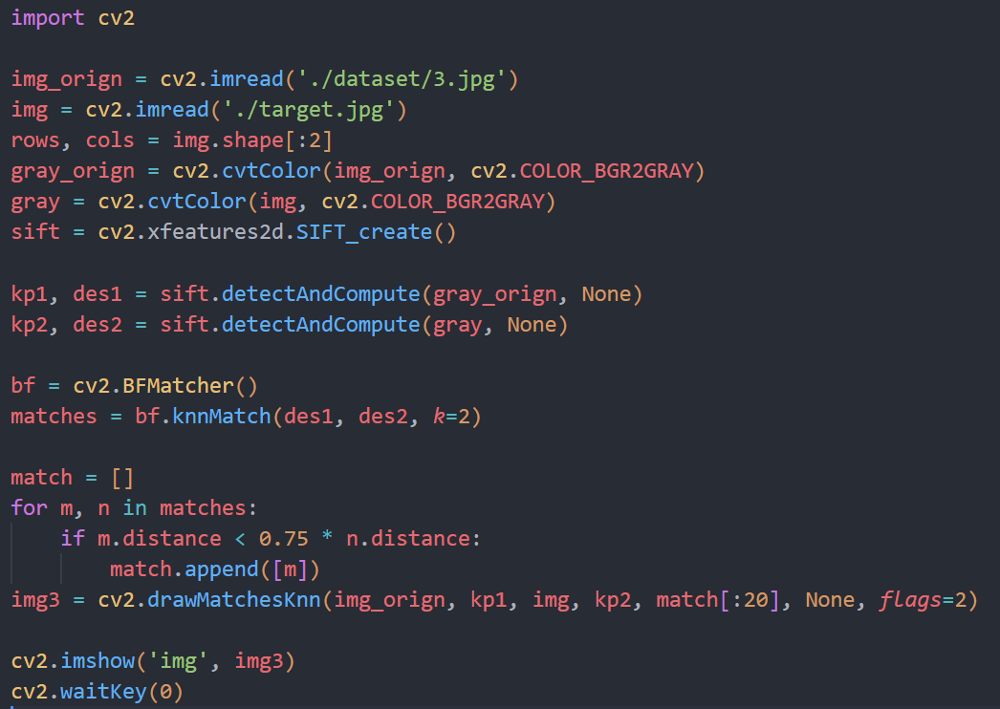 import cv2

img_orign = cv2.imread('./dataset/3.jpg')
img = cv2.imread('./target.jpg')
rows, cols = img.shape[:2]
gray_orign = cv2.cvtColor(img_orign, cv2.COLOR_BGR2GRAY)
gray = cv2.cvtColor(img, cv2.COLOR_BGR2GRAY)
sift = cv2.xfeatures2d.SIFT_create()

kp1, des1 = sift.detectAndCompute(gray_orign, None)
kp2, des2 = sift.detectAndCompute(gray, None)

bf = cv2.BFMatcher()
matches = bf.knnMatch(des1, des2, k=2)

match = []
for m, n in matches:
    if m.distance < 0.75 * n.distance:
        match.append([m])
img3 = cv2.drawMatchesKnn(img_orign, kp1, img, kp2, match[:20], None, flags=2)

cv2.imshow('img', img3)
cv2.waitKey(0)